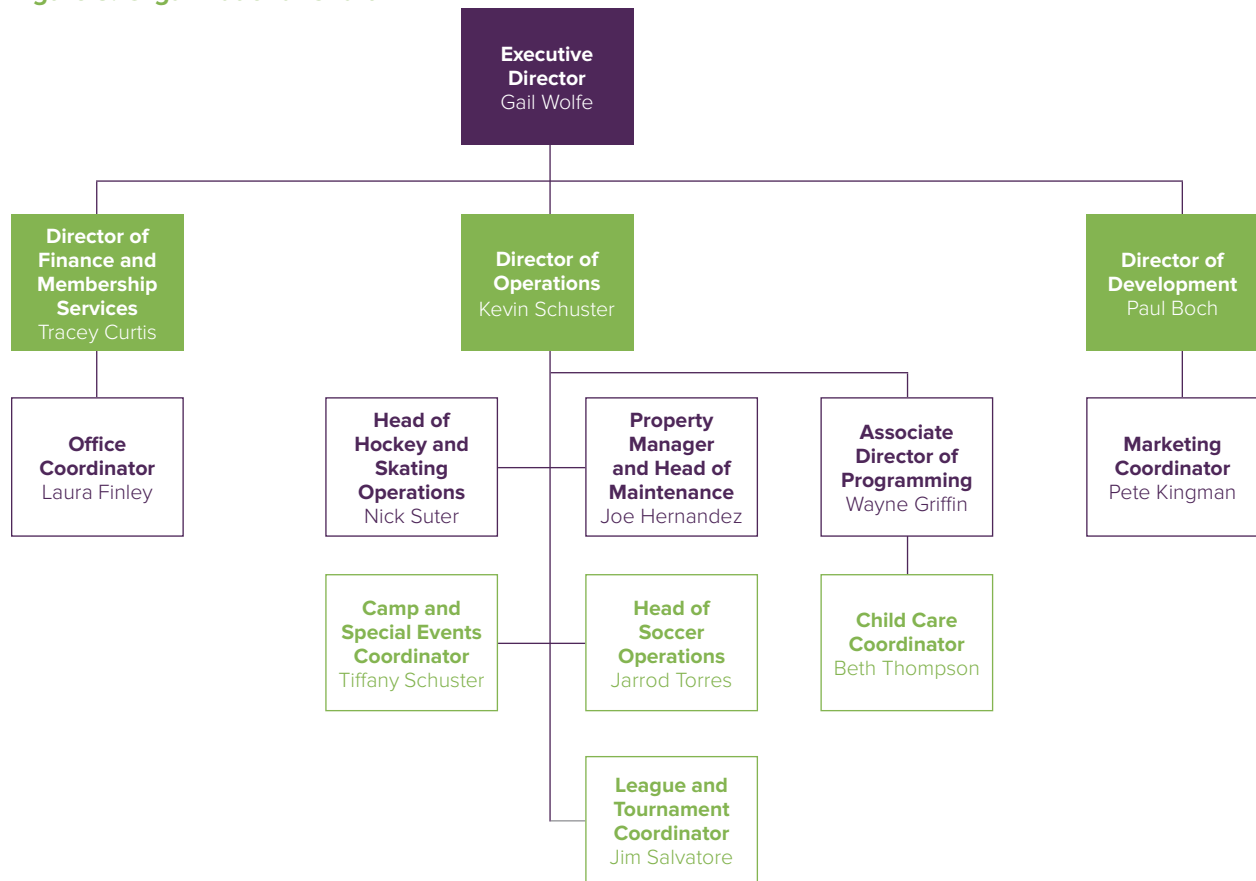 Executive
Director
Gail Wolfe
Director of
Finance and
Membership
Services
Tracey Curtis
Director of
Operations
Kevin Schuster
Director of
Development
Paul Boch
Office
Coordinator
Laura Finley
Head of
Hockey and
Skating
Operations
Nick Suter
Property
Manager
and Head of
Maintenance
Joe Hernandez
Associate
Director of
Programming
Wayne Griffin
Marketing
Coordinator
Pete Kingman
Camp and
Special Events
Coordinator
Tiffany Schuster
Head of
Soccer
Operations
Jarrod Torres
Child Care
Coordinator
Beth Thompson
League and
Tournament
Coordinator
Jim Salvatore